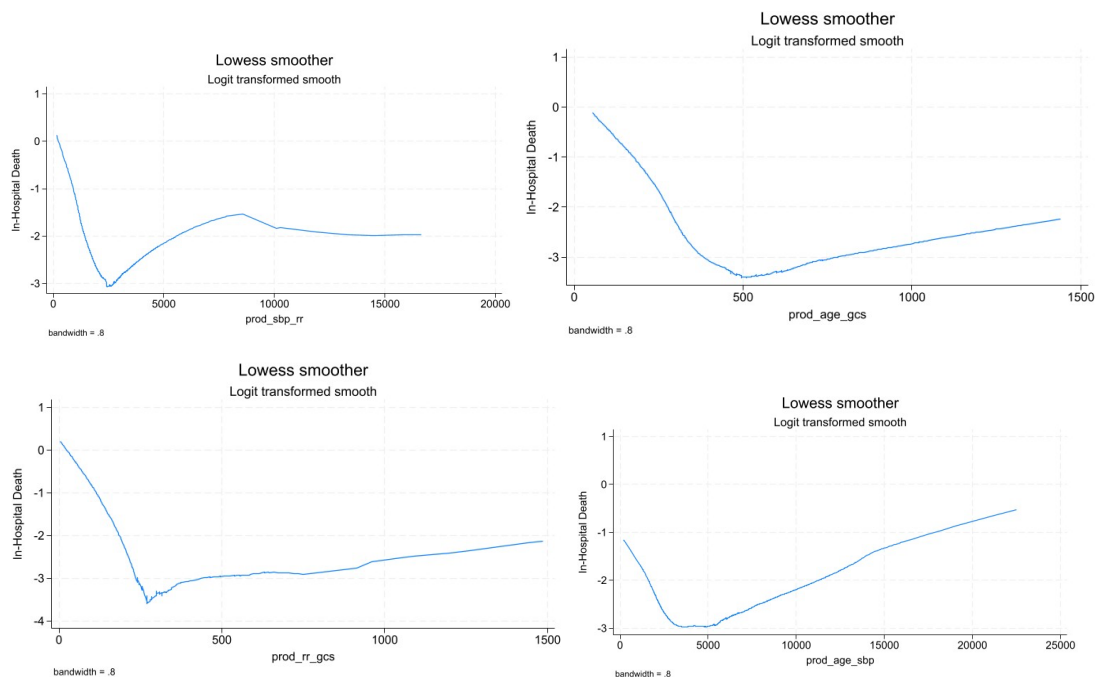 Lowess smoother
Logit transformed smooth
In-Hospital Death
1
0
-1
-2
-3
0 5000 10000 15000 20000
prod_sbp_rr
bandwidth = .8
Lowess smoother
Logit transformed smooth
In-Hospital Death
1
0
-1
-2
-3
0 500 1000 1500
prod_age_gcs
bandwidth = .8
Lowess smoother
Logit transformed smooth
In-Hospital Death
1
0
-1
-2
-3
-4
0 500 1000 1500
prod_rr_gcs
bandwidth = .8
Lowess smoother
Logit transformed smooth
In-Hospital Death
1
0
-1
-2
-3
0 5000 10000 15000 20000 25000
prod_age_sbp
bandwidth = .8